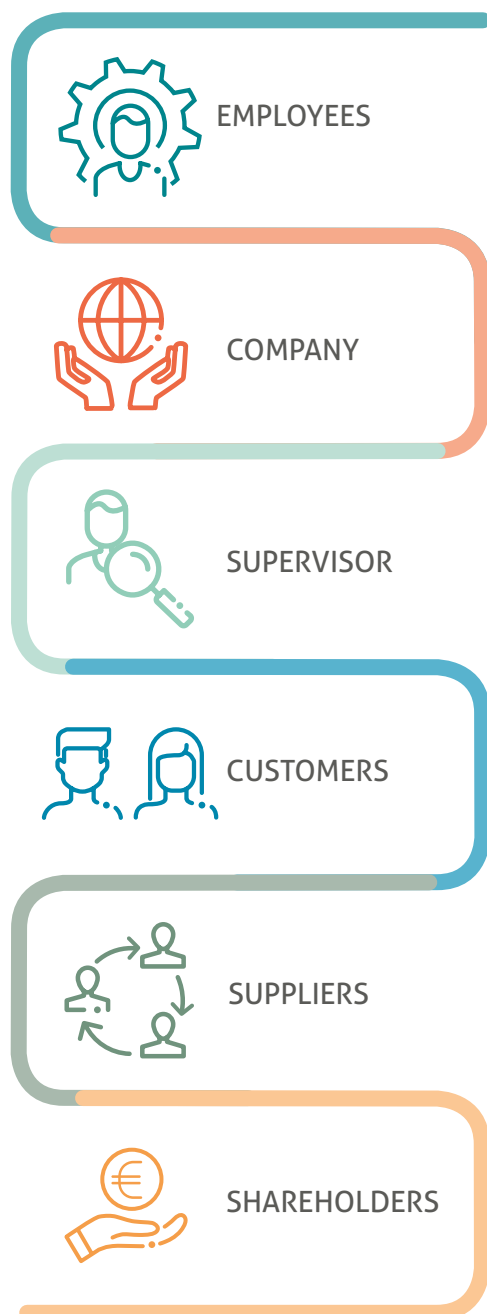 EMPLOYEES
COMPANY
SUPERVISOR
CUSTOMERS
SUPPLIERS
€
SHAREHOLDERS